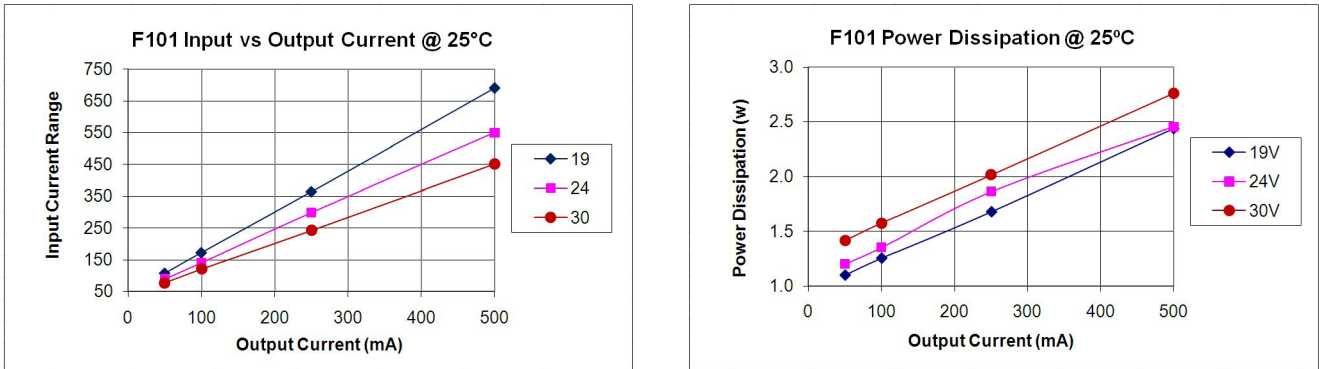 F101 Input vs Output Current @ 25°C
Input Current Range
750
650
550
450
350
250
150
50
0 100 200 300 400 500
Output Current (mA)
19
24
30
F101 Power Dissipation @ 25ºC
Power Dissipation (w)
3.0
2.5
2.0
1.5
1.0
0 100 200 300 400 500
Output Current (mA)
19V
24V
30V